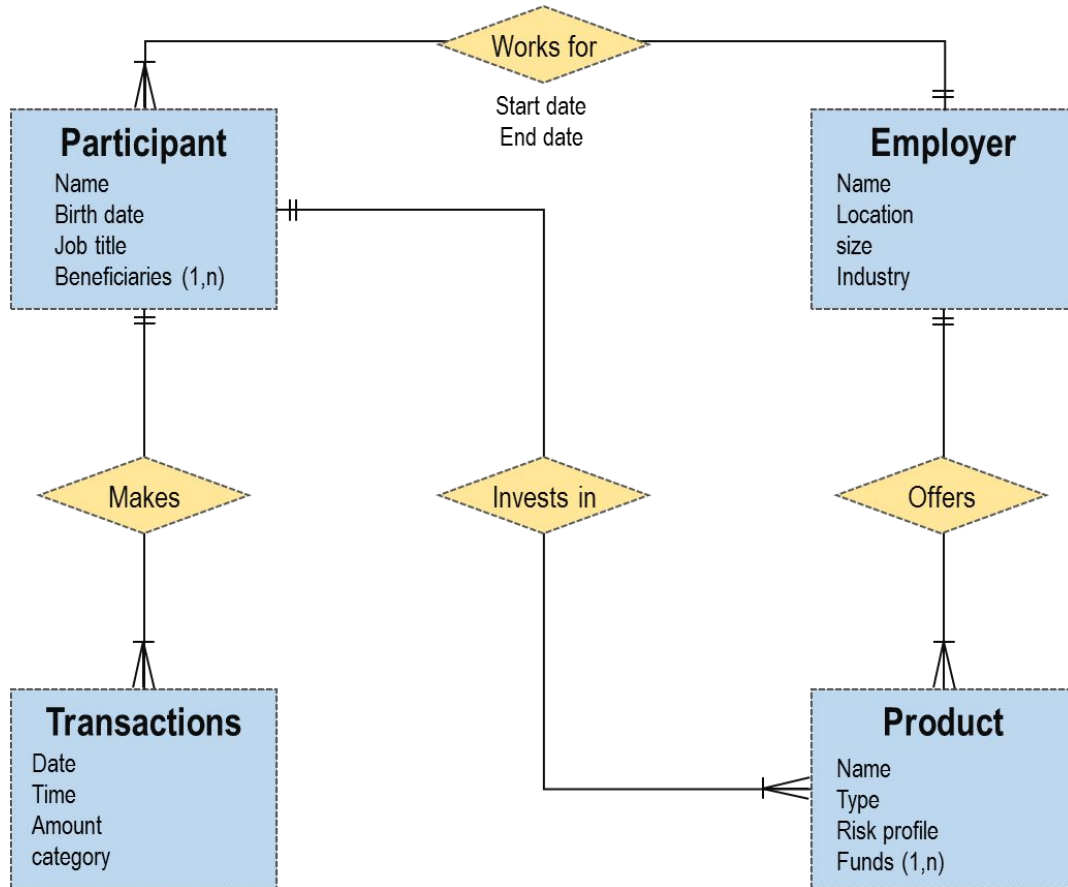 Works for
Start date
End date
Participant
Name
Birth date
Job title
Beneficiaries (1,n)
Employer
Name
Location
size
Industry
Makes
Invests in
Offers
Transactions
Date
Time
Amount
category
Product
Name
Type
Risk profile
Funds (1,n)